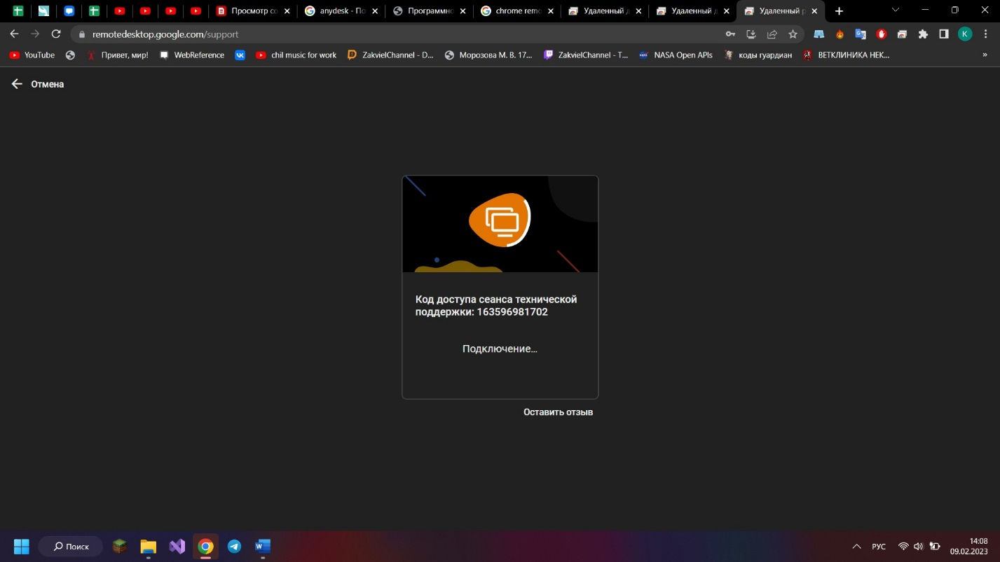 Просмотр со
anydesk - По
Программно
chrome remo
Удаленный д
Удаленный д
Удаленный р
remotedesktop.google.com/support
K
YouTube
Привет, мир!
WebReference
chil music for work
ZakvielChannel - D...
Морозова М. В. 17...
ZakvielChannel - T...
NASA Open APIs
коды гуардиан
ВЕТКЛИНИКА НЕК...
»
Отмена
Код доступа сеанса технической
поддержки: 163596981702
Подключение...
Оставить отзыв
Поиск
РУС
14:08
09.02.2023